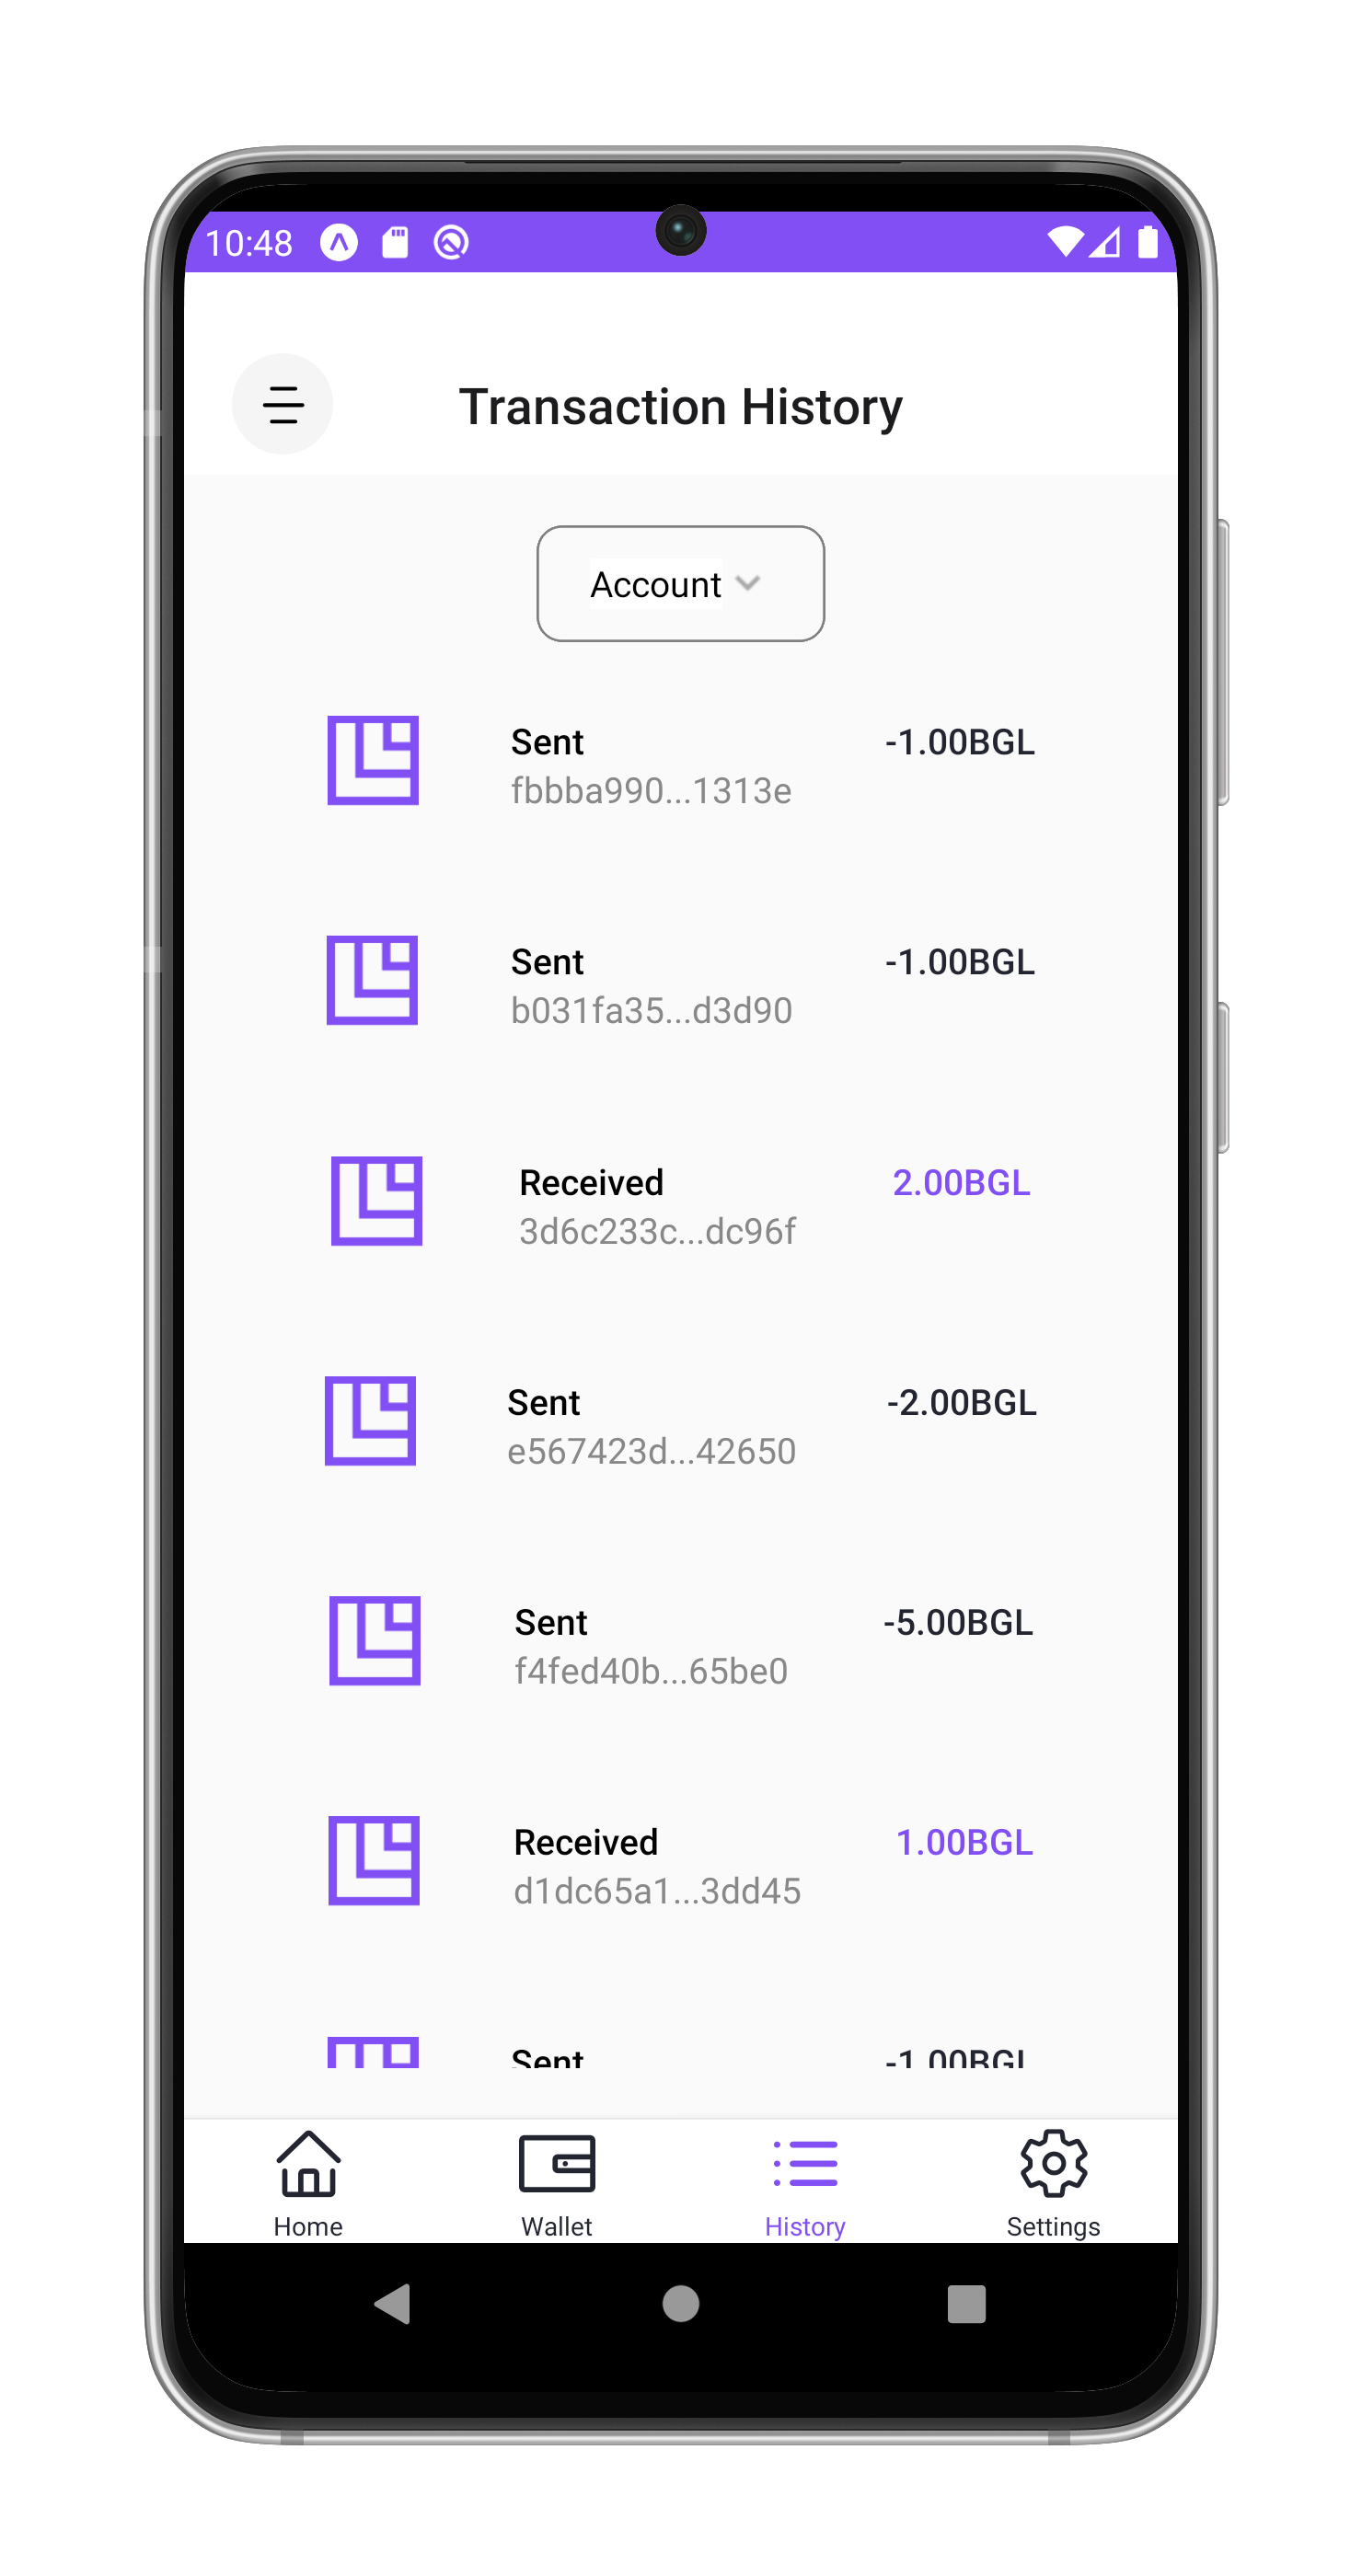 10:48
Transaction History
Account
Sent -1.00BGL
fbbba990...1313e
Sent -1.00BGL
b031fa35...d3d90
Received 2.00BGL
3d6c233c...dc96f
Sent -2.00BGL
e567423d...42650
Sent -5.00BGL
f4fed40b...65be0
Received 1.00BGL
d1dc65a1...3dd45
Sent -1.00BGL
Home Wallet History Settings